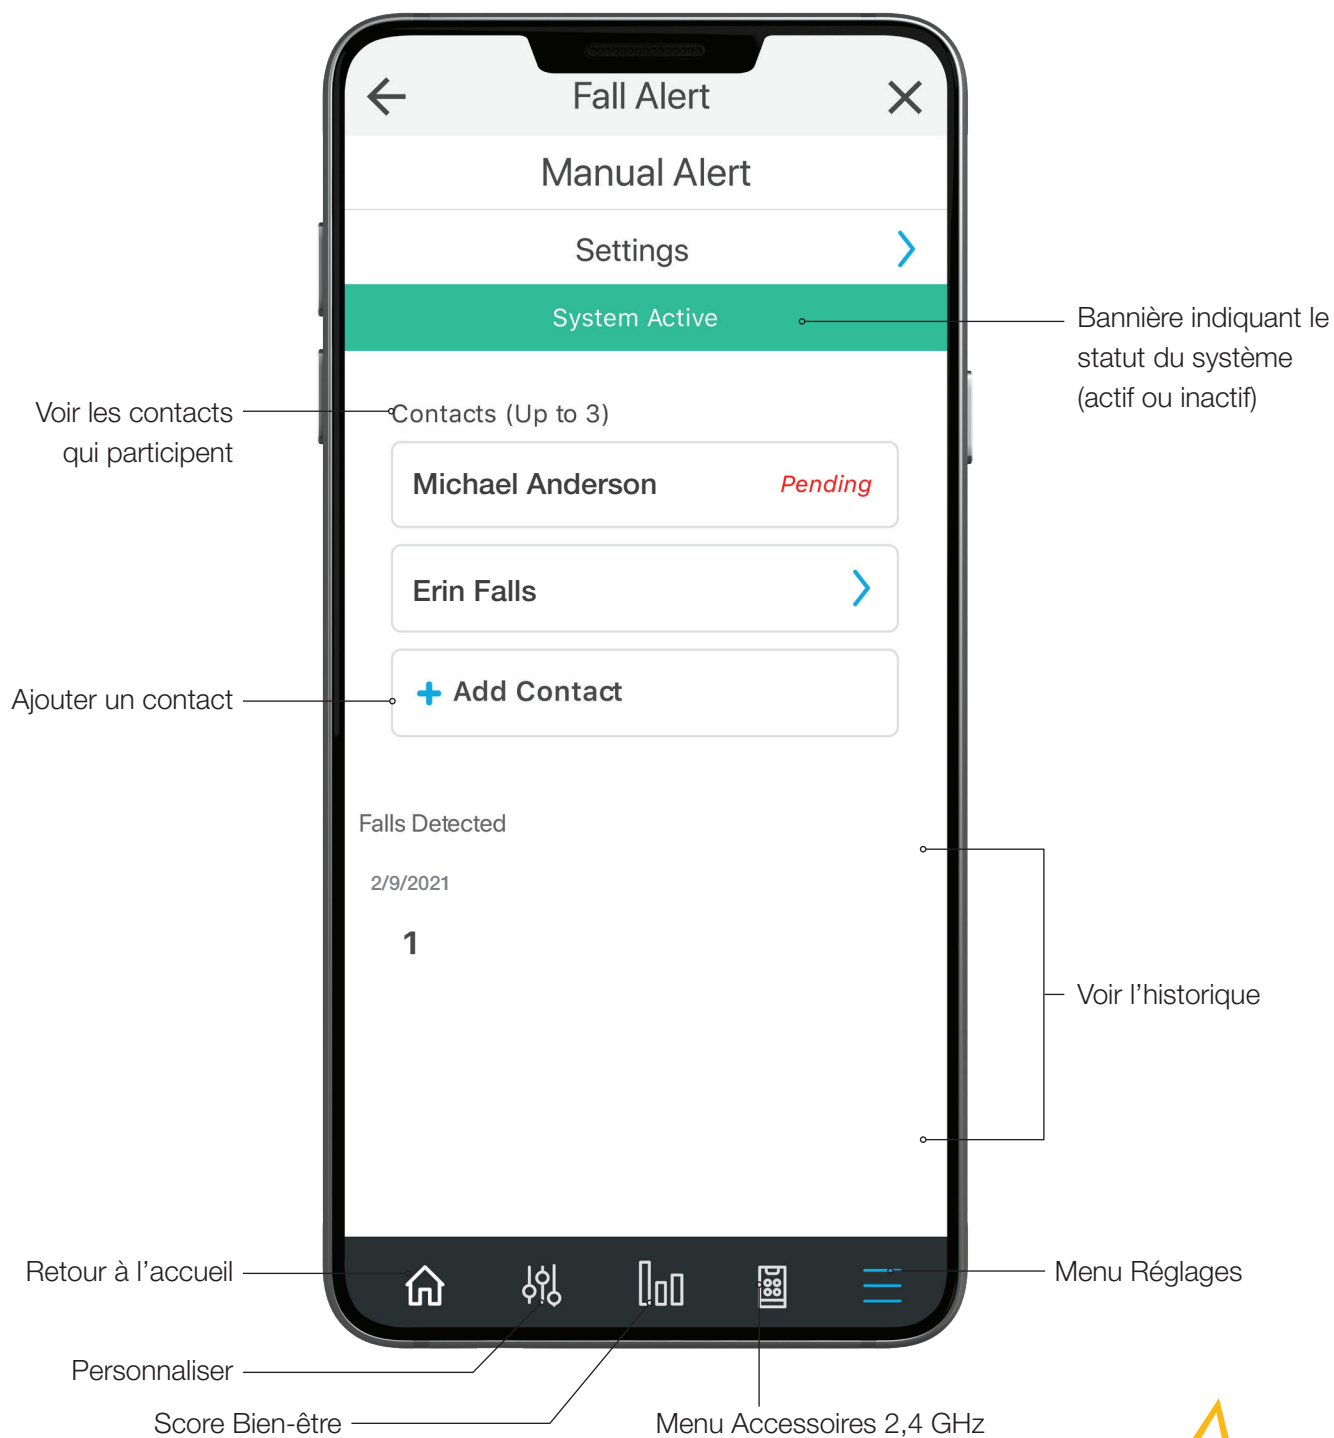 Fall Alert
Manual Alert
Settings
System Active
Bannière indiquant le
statut du système
(actif ou inactif)
Voir les contacts
qui participent
Contacts (Up to 3)
Michael Anderson Pending
Erin Falls
Ajouter un contact
+ Add Contact
Falls Detected
2/9/2021
1
Voir l’historique
Retour à l’accueil
Menu Réglages
Personnaliser
Score Bien-être
Menu Accessoires 2,4 GHz